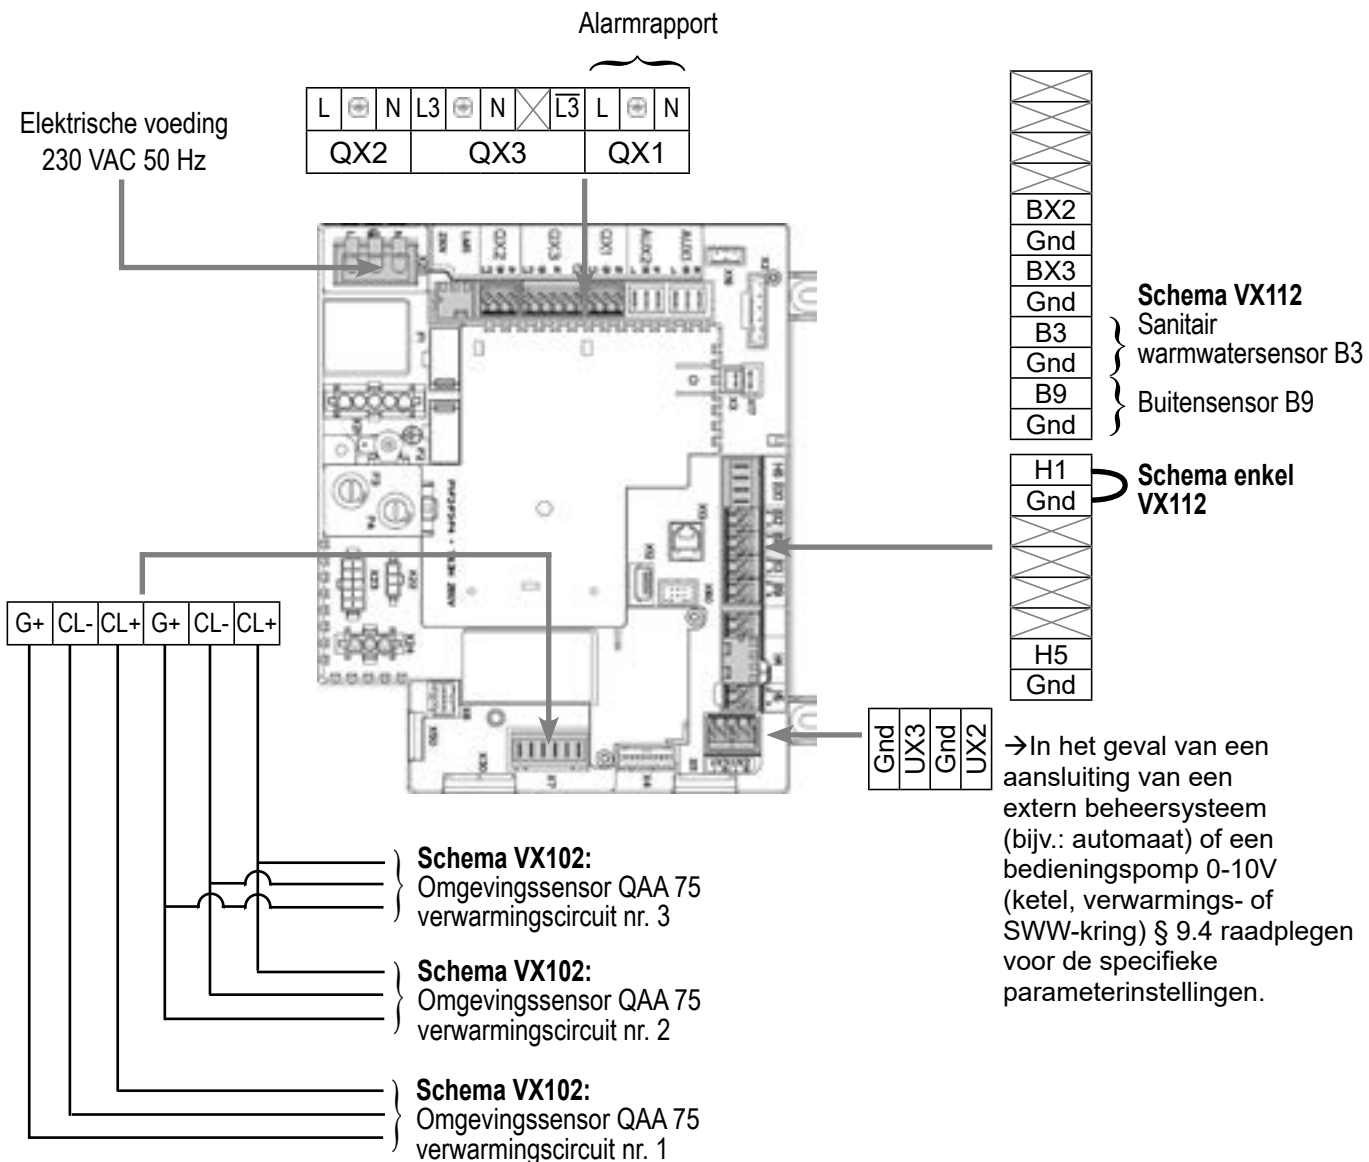 Alarmrapport
L N L3 N L3 L N
QX2 QX3 QX1
Elektrische voeding
230 VAC 50 Hz
BX2
Gnd
BX3
Gnd
B3
Gnd
B9
Gnd
Schema VX112
Sanitair
warmwatersensor B3
Buitensensor B9
H1
Gnd
H5
Gnd
Schema enkel
VX112
G+ CL- CL+ G+ CL- CL+
Gnd UX3 Gnd UX2
→In het geval van een
aansluiting van een
extern beheersysteem
(bijv.: automaat) of een
bedieningspomp 0-10V
(ketel, verwarmings- of
SWW-kring) § 9.4 raadplegen
voor de specifieke
parameterinstellingen.
Schema VX102:
Omgevingssensor QAA 75
verwarmingscircuit nr. 3
Schema VX102:
Omgevingssensor QAA 75
verwarmingscircuit nr. 2
Schema VX102:
Omgevingssensor QAA 75
verwarmingscircuit nr. 1
QX2 QX3 QX1 AUX2 AUX1